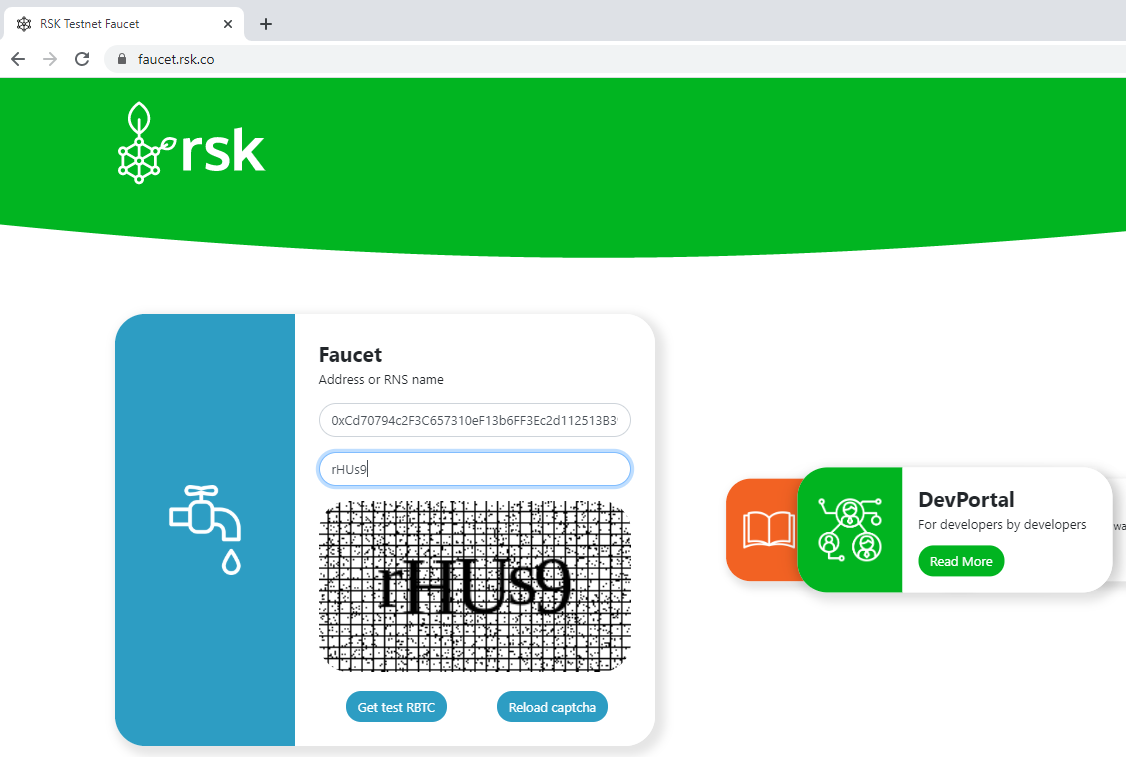 RSK Testnet Faucet
faucet.rsk.co
rsk
Faucet
Address or RNS name
0xCd70794c2F3C657310eF13b6FF3Ec2d112513B3
rHUs9
rHUs9
Get test RBTC
Reload captcha
DevPortal
For developers by developers
Read More